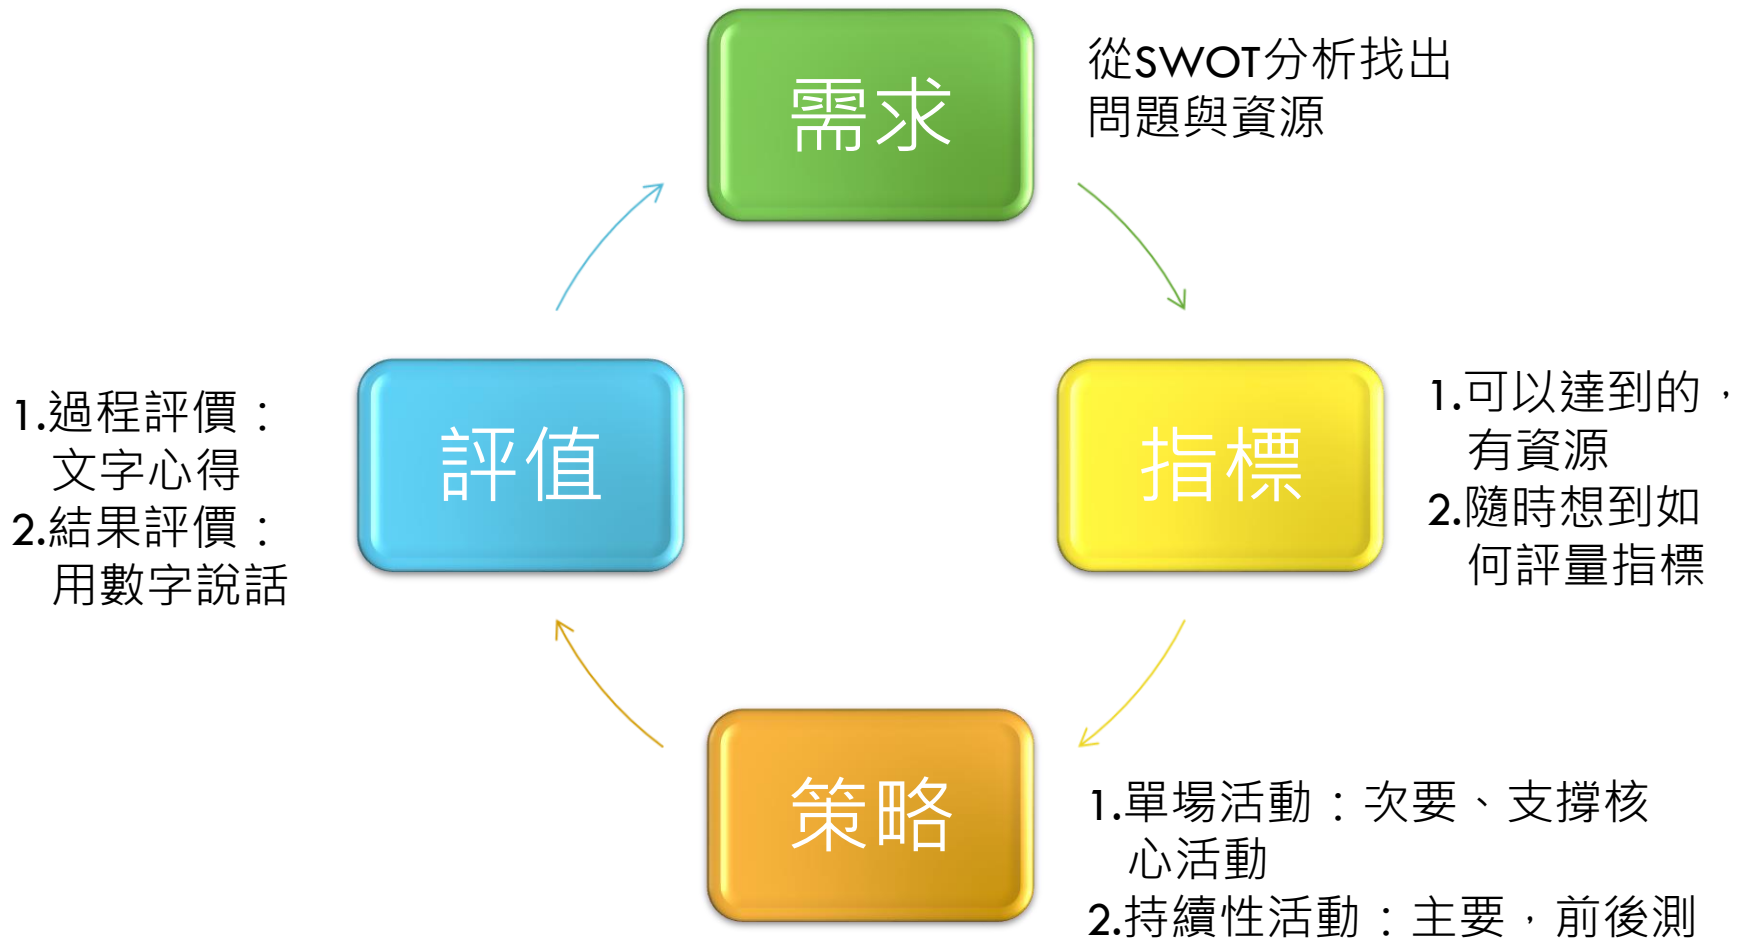 需求
從SWOT分析找出
問題與資源
評值
1.過程評價：
文字心得
2.結果評價：
用數字說話
指標
1.可以達到的，
有資源
2.隨時想到如
何評量指標
策略
1.單場活動：次要、支撐核
心活動
2.持續性活動：主要，前後測